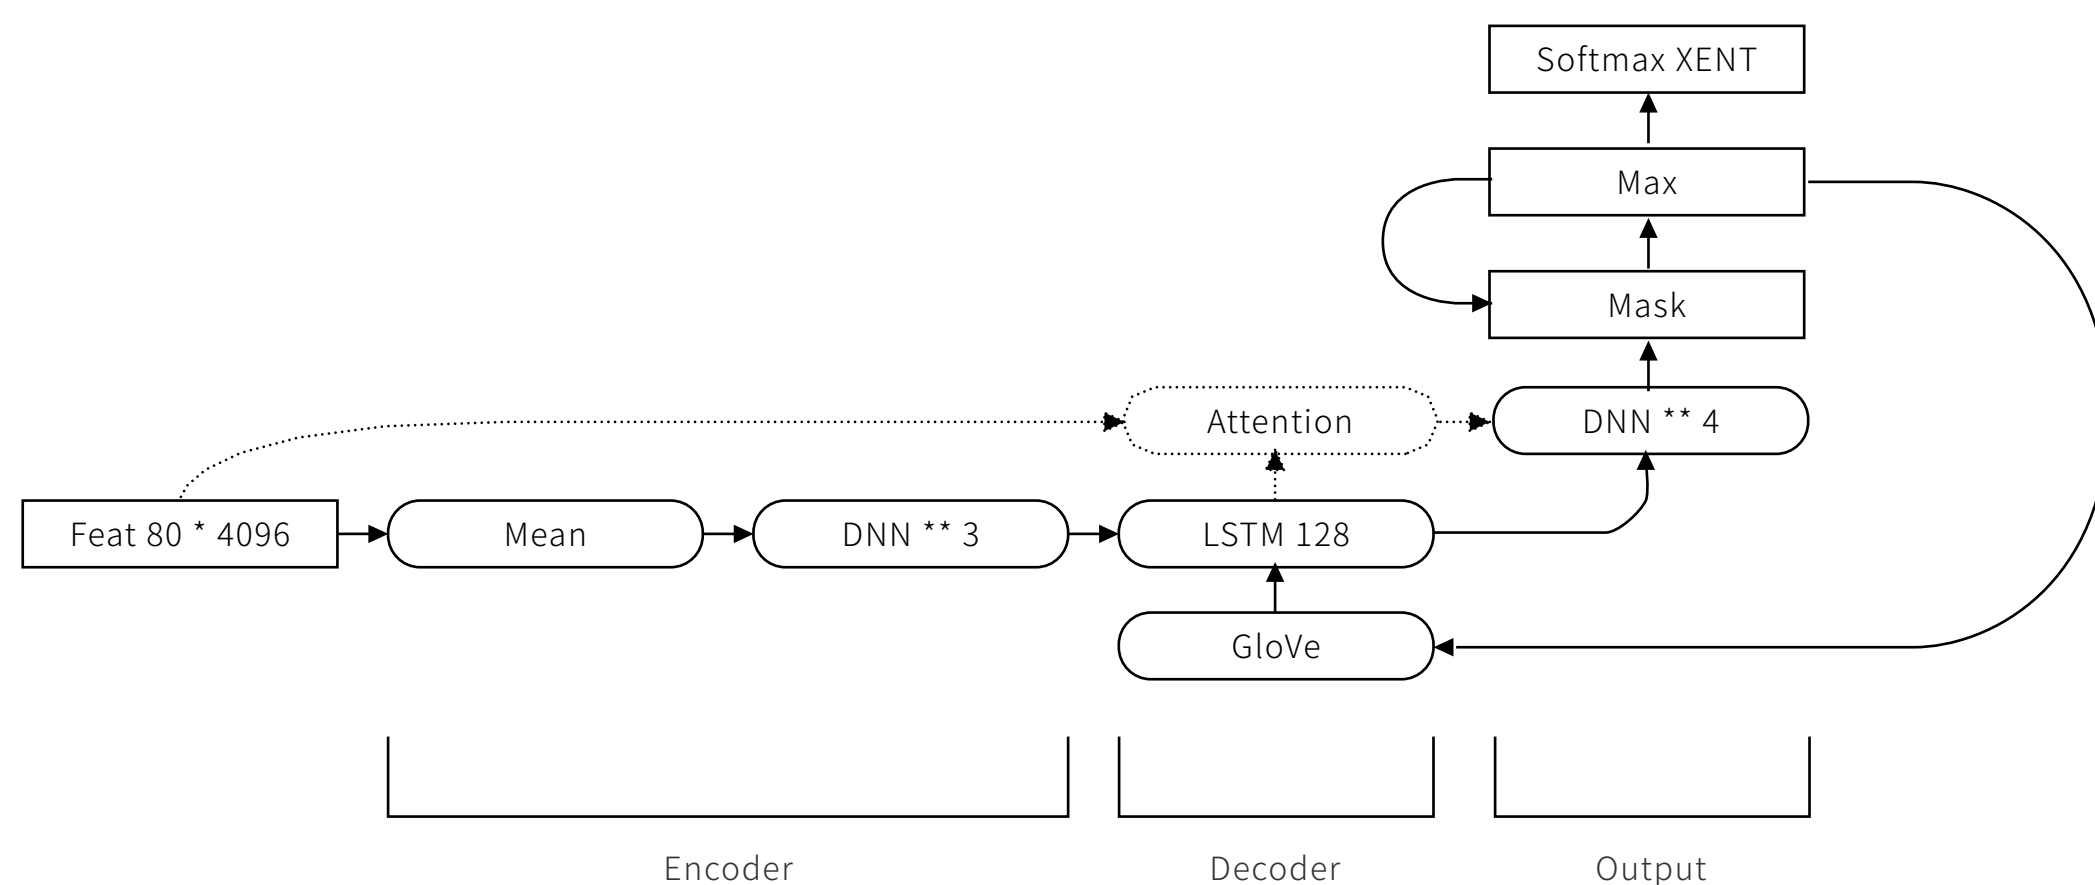 Softmax XENT
Max
Mask
Attention
DNN ** 4
Feat 80 * 4096
Mean
DNN ** 3
LSTM 128
GloVe
Encoder
Decoder
Output